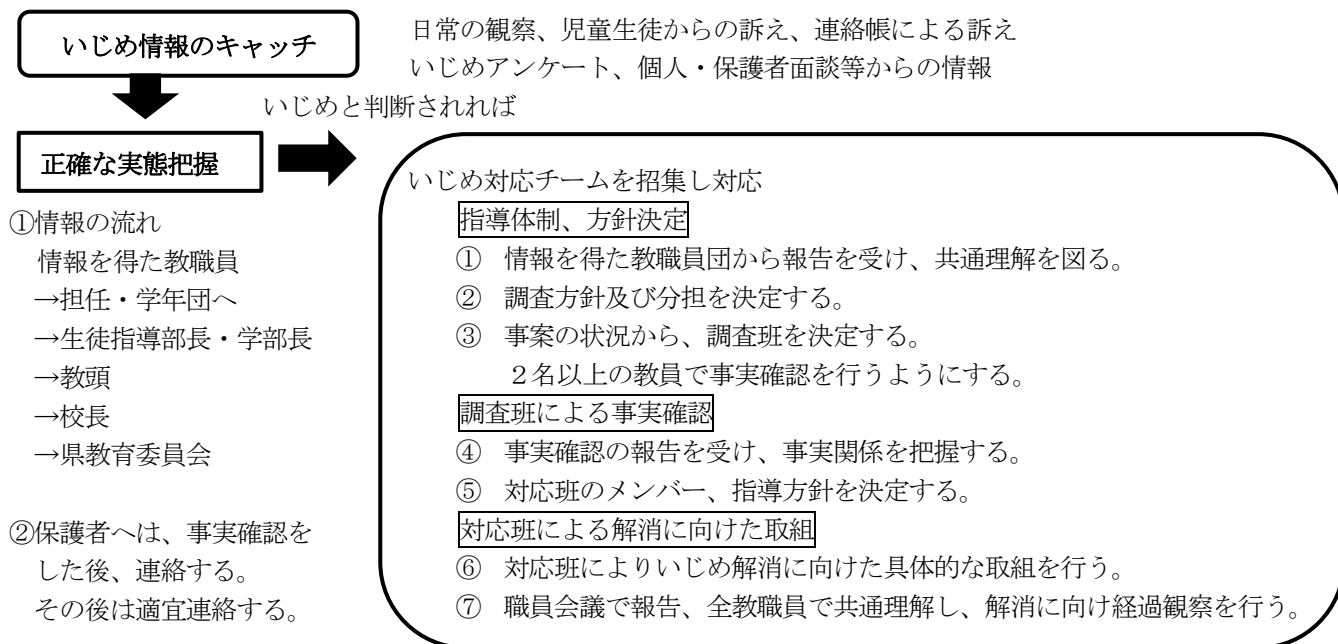 いじめ情報のキャッチ
日常の観察、児童生徒からの訴え、連絡帳による訴え
いじめアンケート、個人・保護者面談等からの情報
いじめと判断されれば
正確な実態把握
①情報の流れ
情報を得た教職員
→担任・学年団へ
→生徒指導部長・学部長
→教頭
→校長
→県教育委員会
②保護者へは、事実確認を
した後、連絡する。
その後は適宜連絡する。
いじめ対応チームを招集し対応
指導体制、方針決定
① 情報を得た教職員団から報告を受け、共通理解を図る。
② 調査方針及び分担を決定する。
③ 事案の状況から、調査班を決定する。
２名以上の教員で事実確認を行うようにする。
調査班による事実確認
④ 事実確認の報告を受け、事実関係を把握する。
⑤ 対応班のメンバー、指導方針を決定する。
対応班による解消に向けた取組
⑥ 対応班によりいじめ解消に向けた具体的な取組を行う。
⑦ 職員会議で報告、全教職員で共通理解し、解消に向け経過観察を行う。